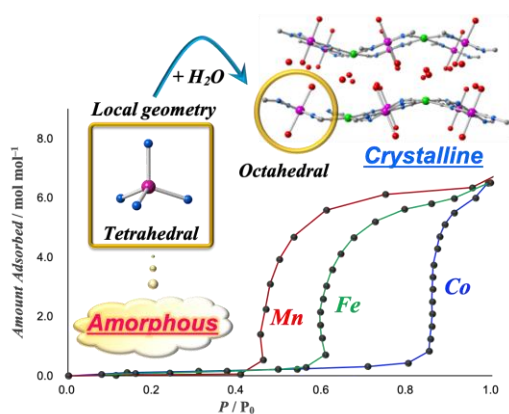 + H₂O
Local geometry
Tetrahedral
Octahedral
Crystalline
Amorphous
Mn
Fe
Co
Amount Adsorbed / mol mol⁻¹
8.0
6.0
4.0
2.0
0.0
0.0
0.2
0.4
0.6
0.8
1.0
P / P₀